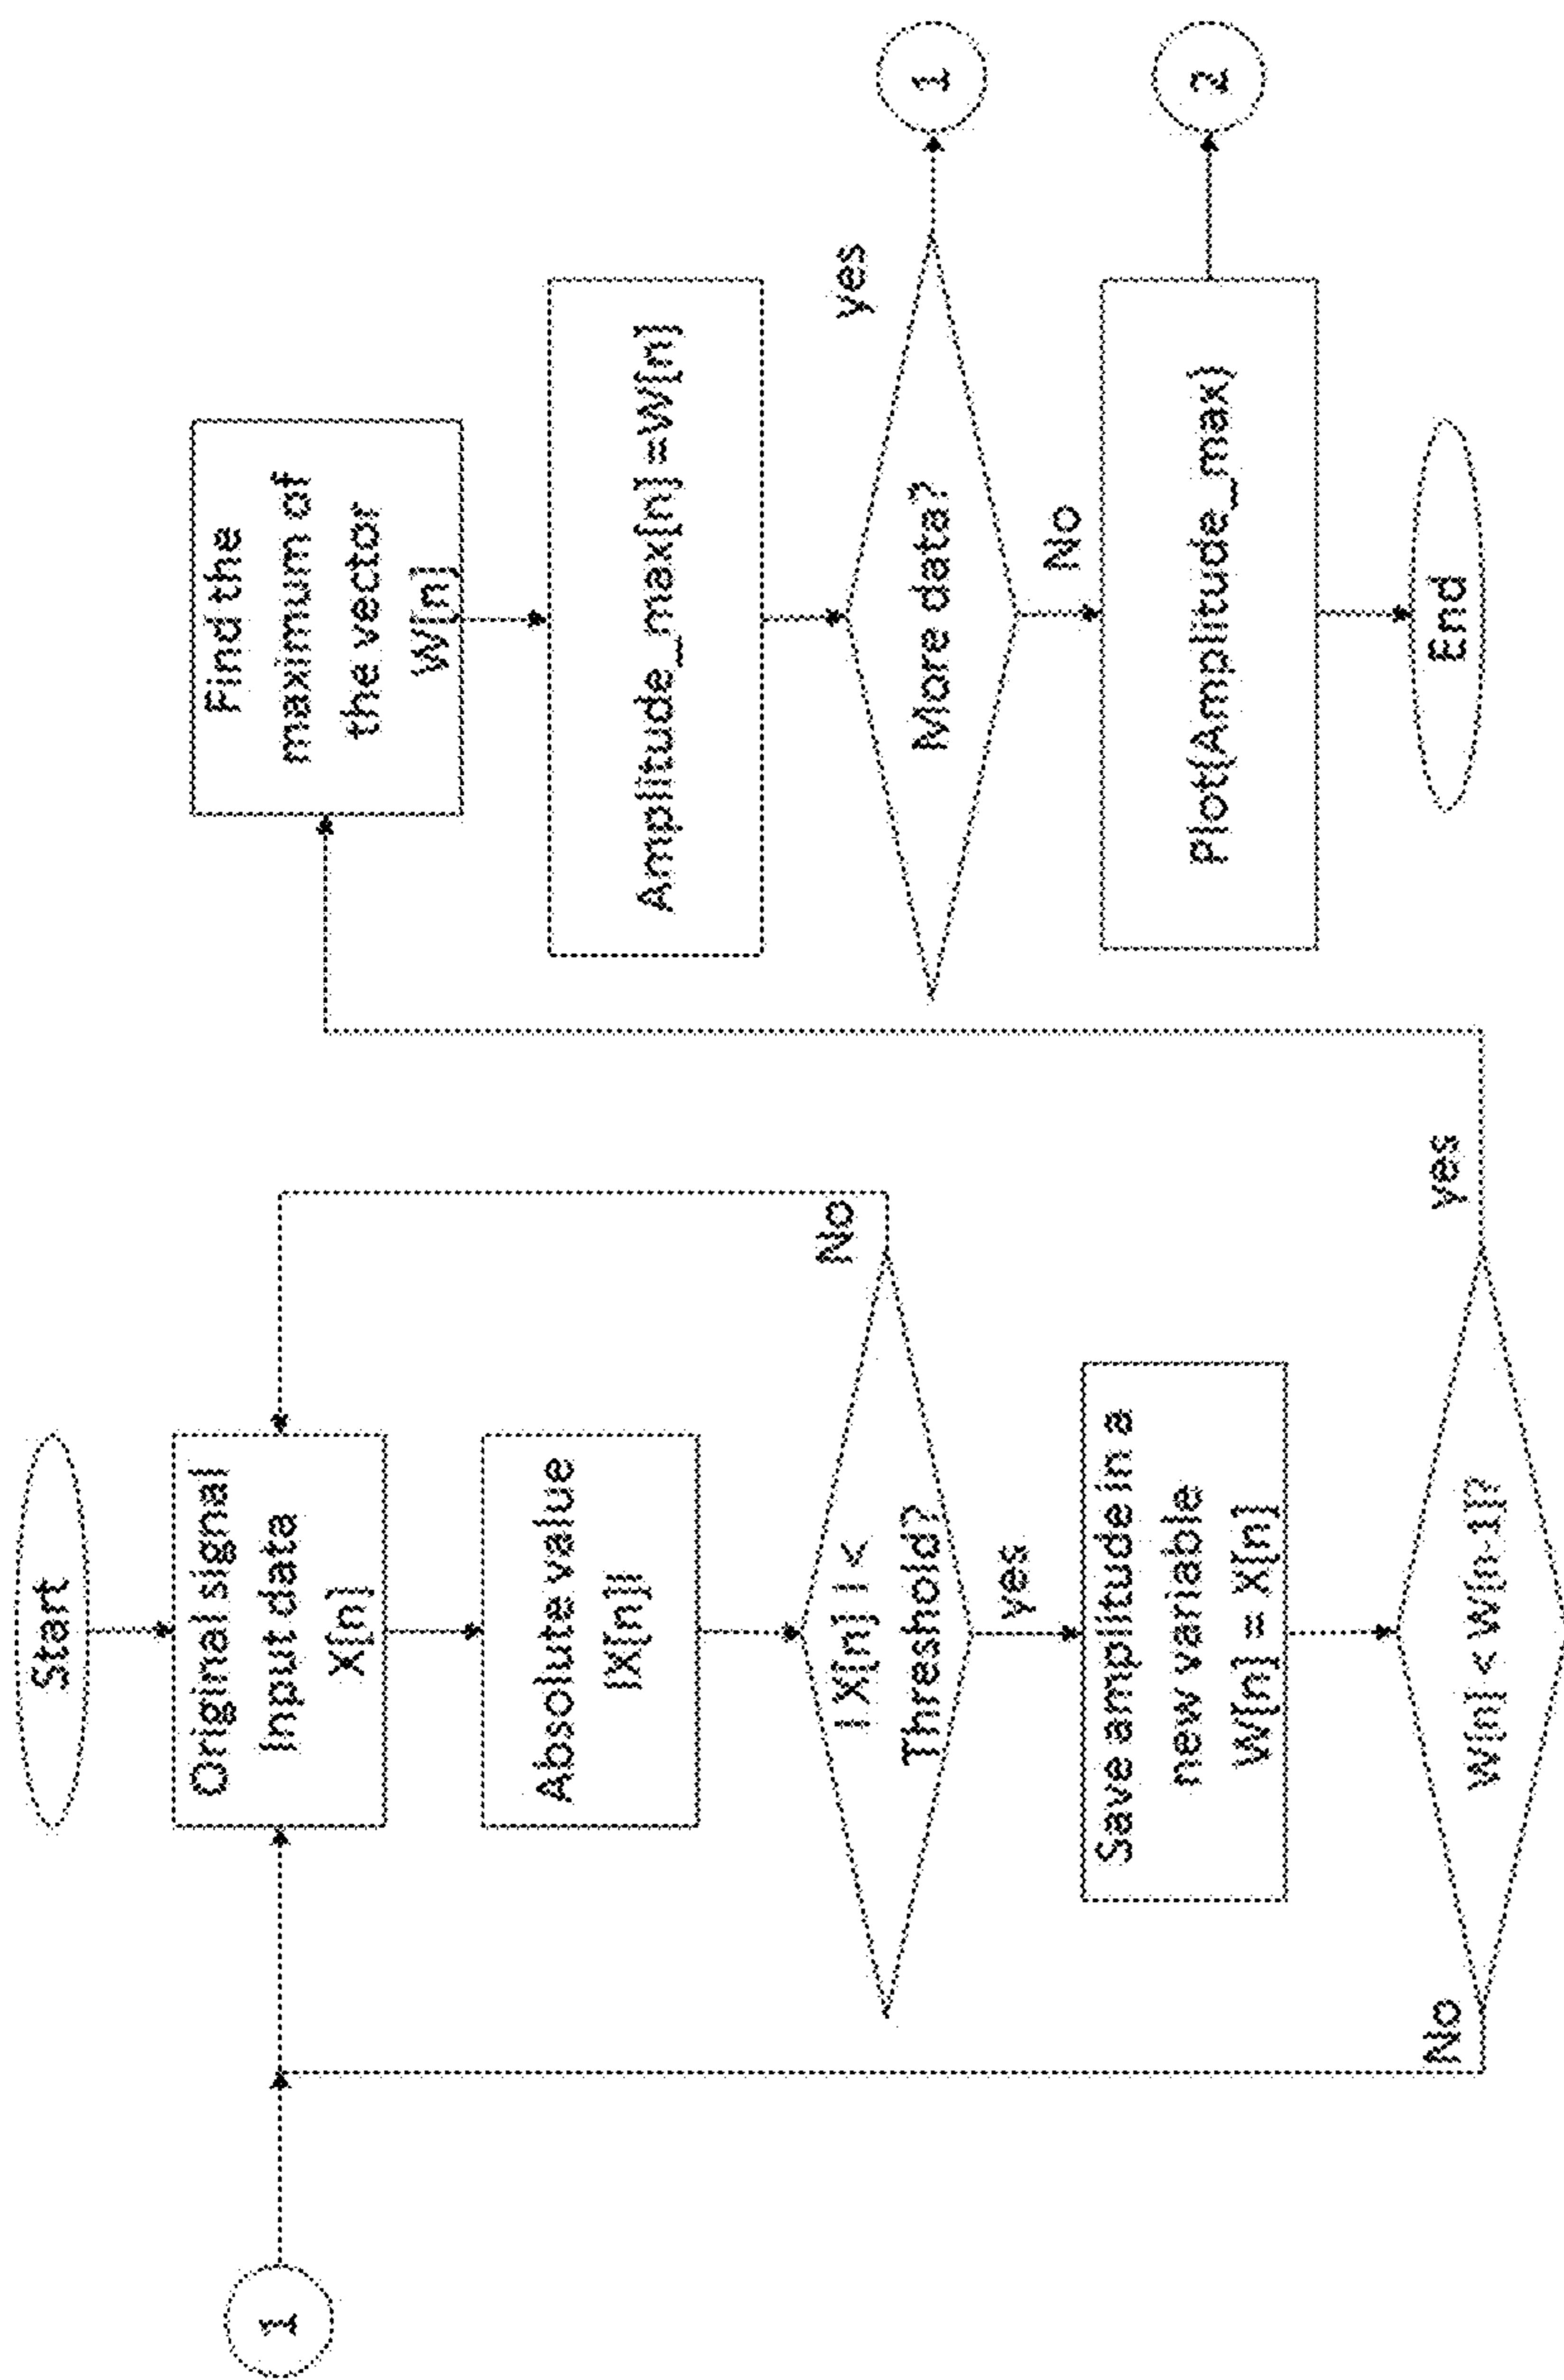 Start
Original signal
Input data
X[n]
Absolute value
|X[n]|
| X[n] | <
Threshold?
No
yes
Save amplitude in a
new variable
W[n] = X[n]
W[n] < W[n-1]?
No
yes
1
Find the
maximum of
the vector
W[n]
Amplitude_max[n]=W[n]
More data?
yes
1
No
Plot(Amplitude_max)
2
End